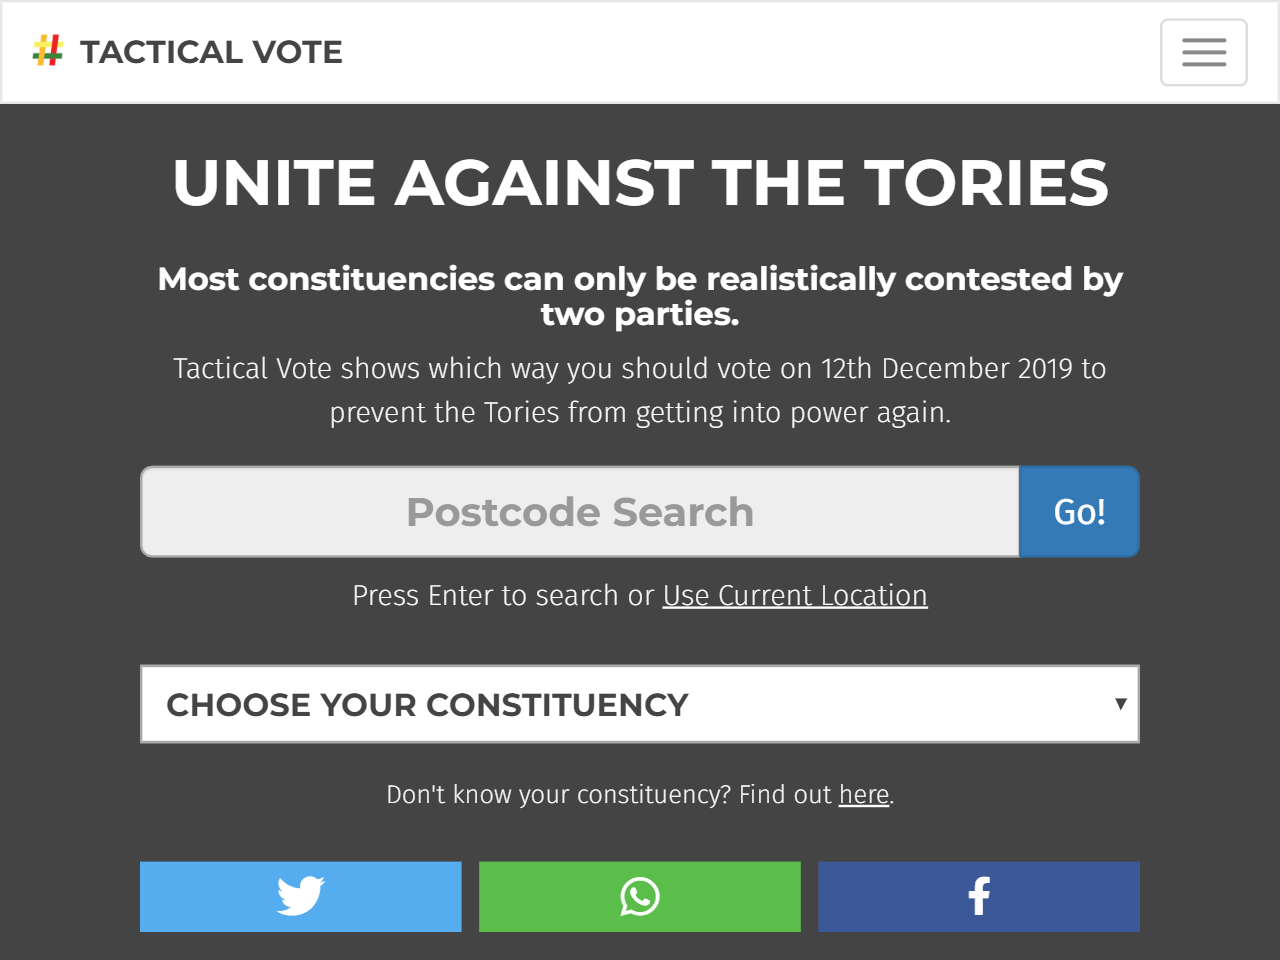 # TACTICAL VOTE
UNITE AGAINST THE TORIES
Most constituencies can only be realistically contested by
two parties.
Tactical Vote shows which way you should vote on 12th December 2019 to
prevent the Tories from getting into power again.
Postcode Search
Go!
Press Enter to search or Use Current Location
CHOOSE YOUR CONSTITUENCY
Don't know your constituency? Find out here.